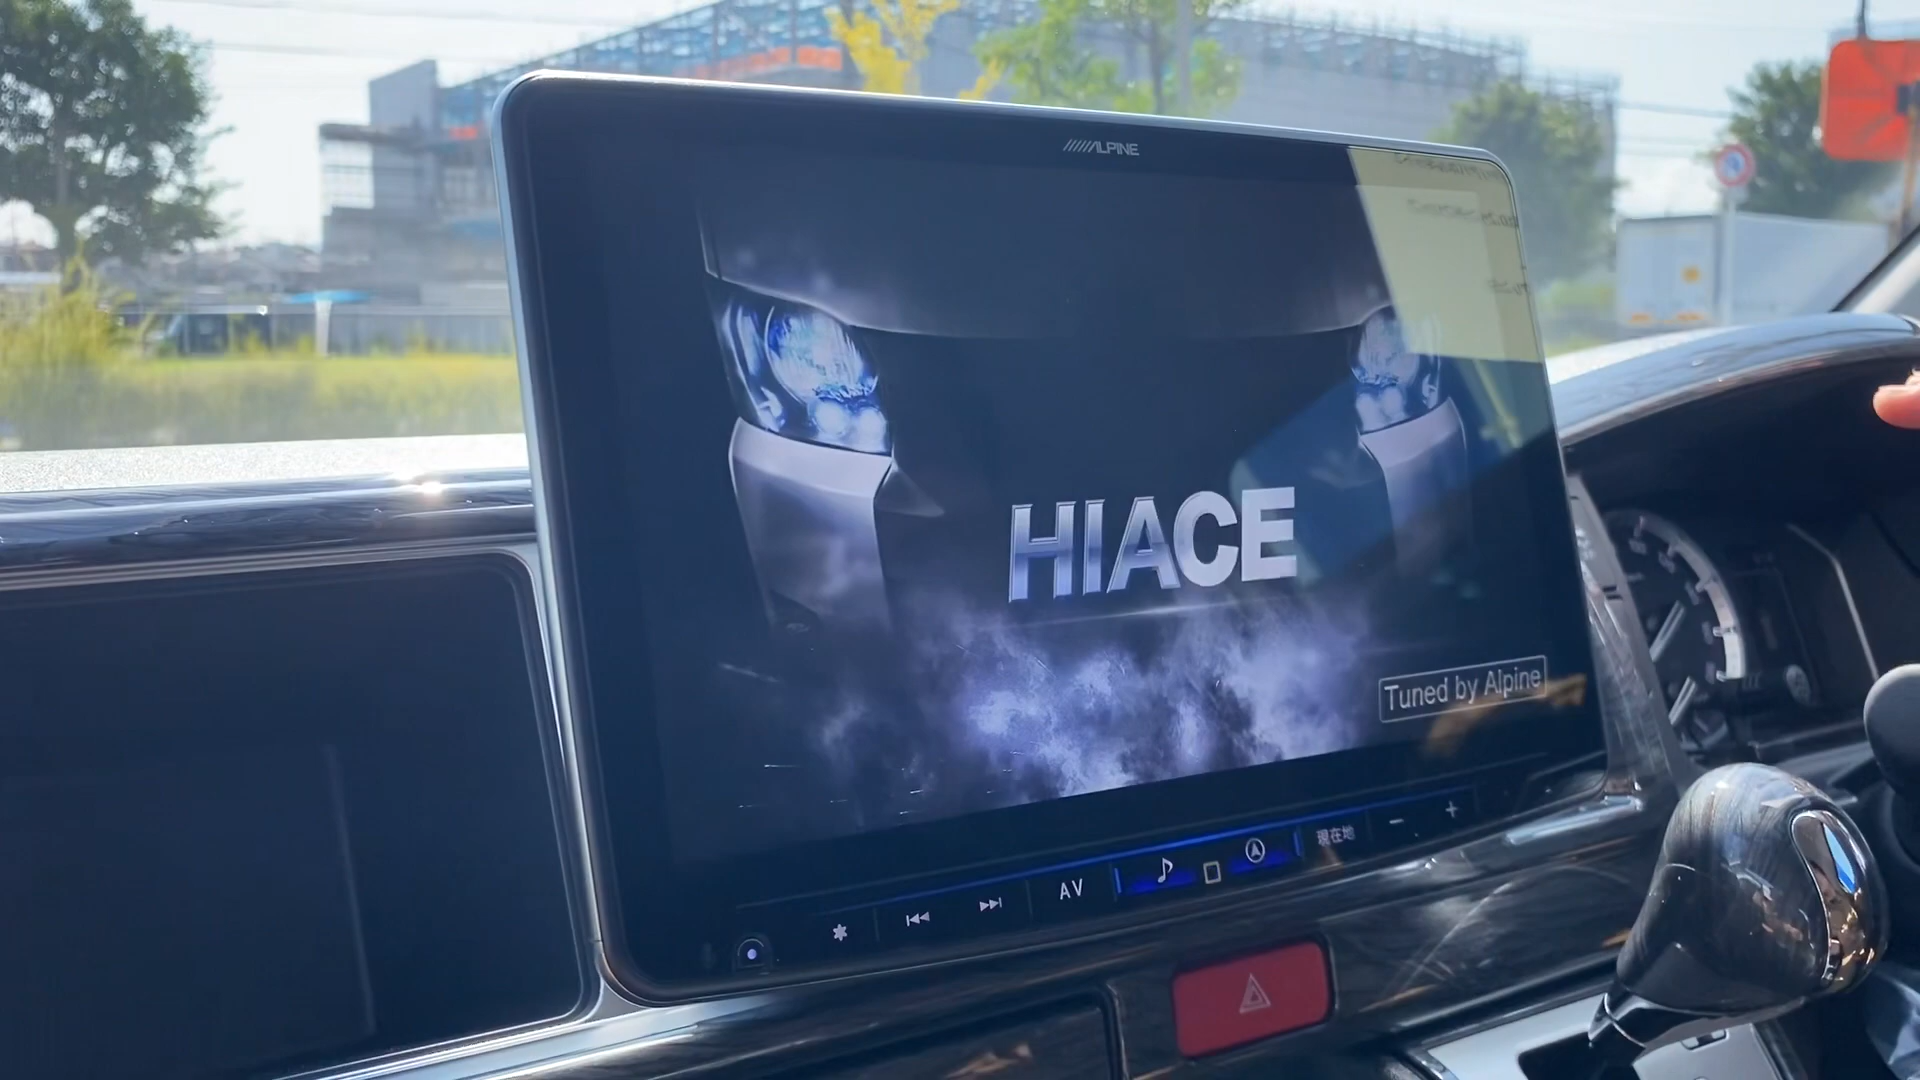 ALPINE
HIACE
Tuned by Alpine
AV
現在地